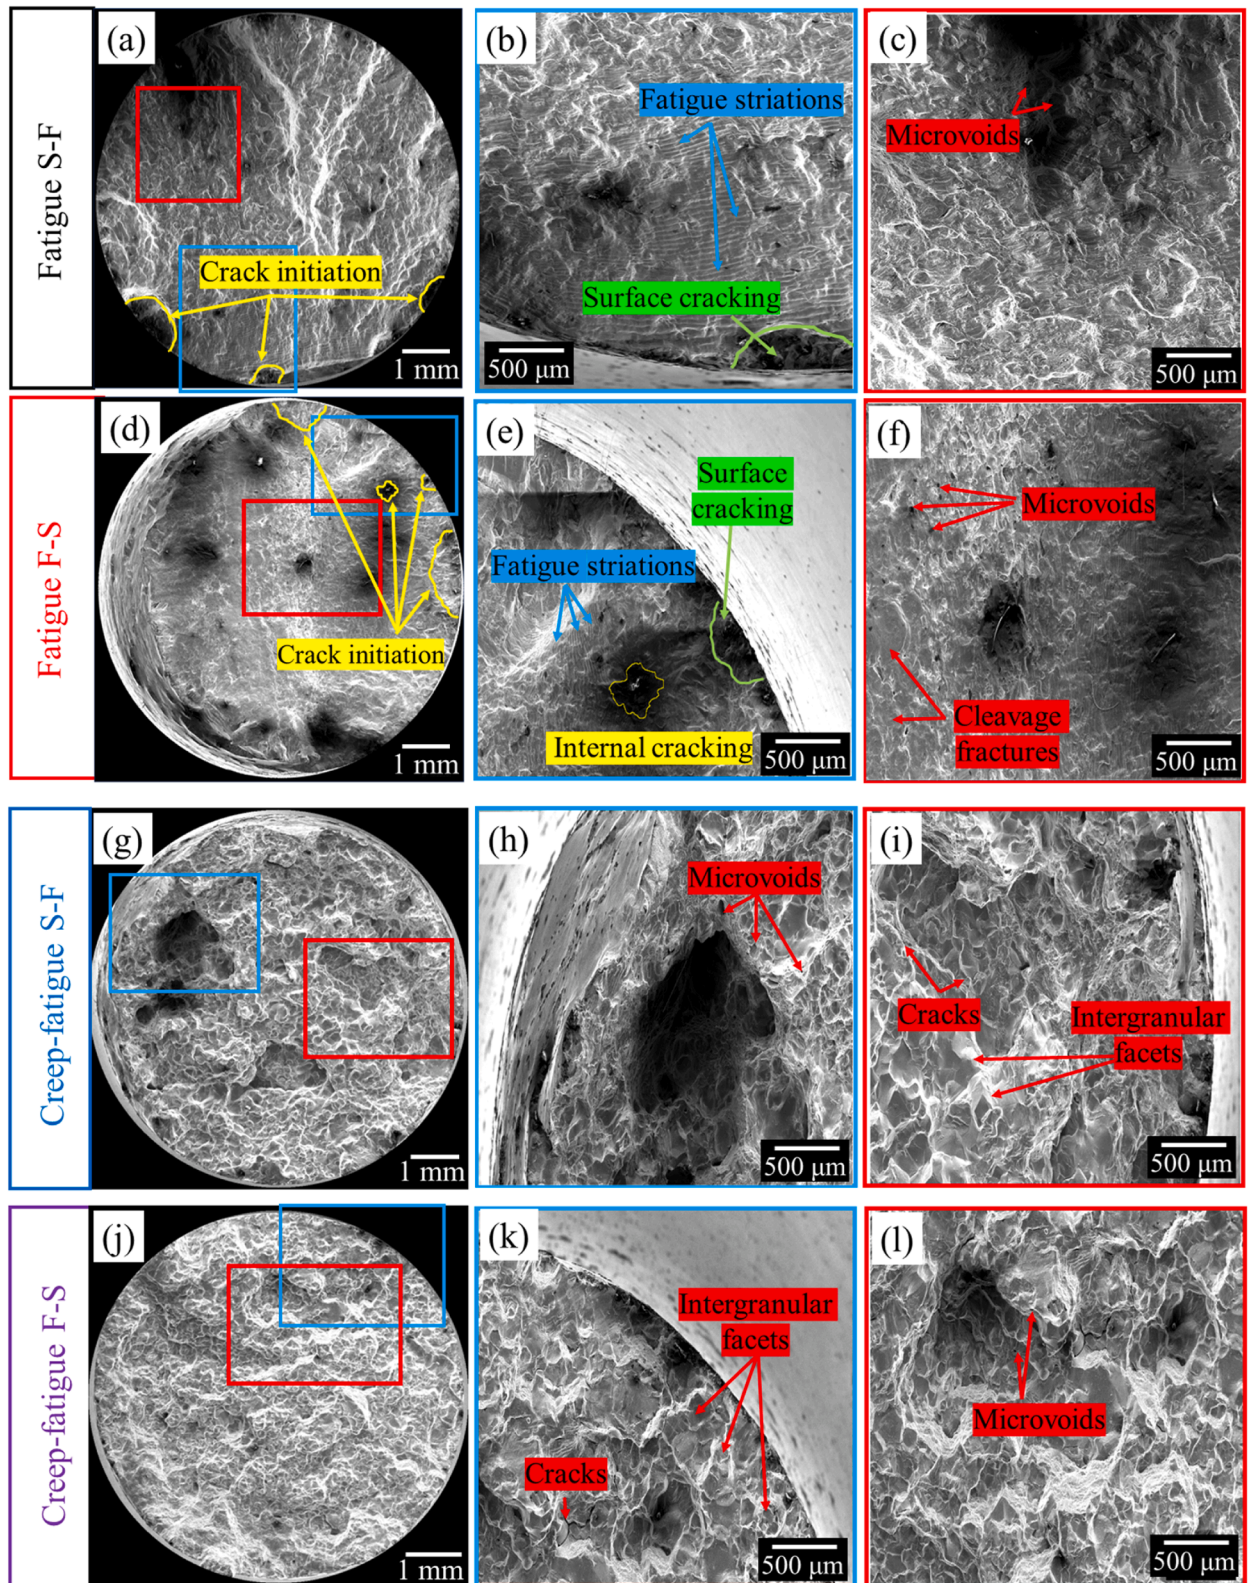 Fatigue S-F
(a)
Crack initiation
1 mm
(b)
Fatigue striations
Surface cracking
500 μm
(c)
Microvoids
500 μm
Fatigue F-S
(d)
Crack initiation
1 mm
(e)
Surface
cracking
Fatigue striations
Internal cracking
500 μm
(f)
Microvoids
Cleavage
fractures
500 μm
Creep-fatigue S-F
(g)
1 mm
(h)
Microvoids
500 μm
(i)
Cracks
Intergranular
facets
500 μm
Creep-fatigue F-S
(j)
1 mm
(k)
Intergranular
facets
Cracks
500 μm
(l)
Microvoids
500 μm